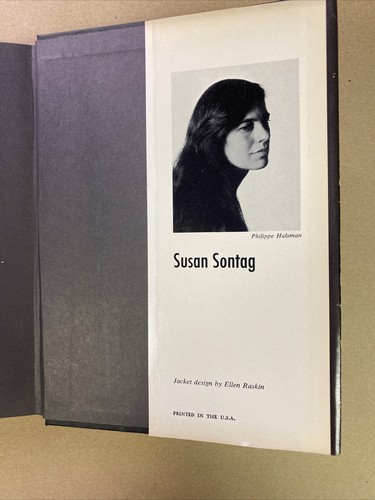 Philippe Halsman
Susan Sontag
Jacket design by Ellen Raskin
PRINTED IN THE U.S.A.